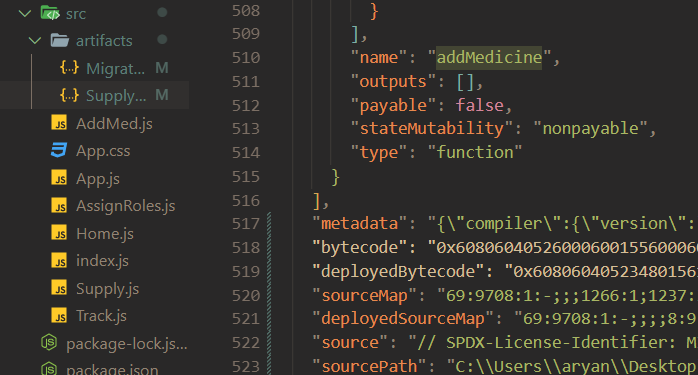 src
artifacts
Migrat... M
Supply... M
AddMed.js
App.css
App.js
AssignRoles.js
Home.js
index.js
Supply.js
Track.js
package-lock.js...
package.json
508 }
509 ],
510 "name": "addMedicine",
511 "outputs": [],
512 "payable": false,
513 "stateMutability": "nonpayable",
514 "type": "function"
515 }
516 ],
517 "metadata": "{\"compiler\":{\"version\":
518 "bytecode": "0x6080604052600060015560006
519 "deployedBytecode": "0x60806040523480156
520 "sourceMap": "69:9708:1:-;;;1266:1;1237:
521 "deployedSourceMap": "69:9708:1:-;;;;8:9
522 "source": "// SPDX-License-Identifier: M
523 "sourcePath": "C:\\Users\\aryan\\Desktop